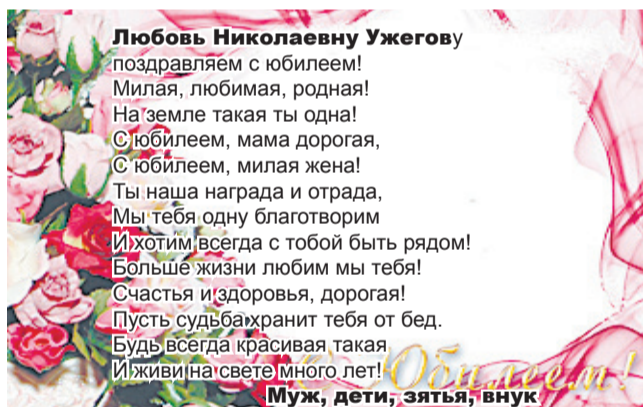 Любовь Николаевну Ужегову
поздравляем с юбилеем!
Милая, любимая, родная!
На земле такая ты одна!
С юбилеем, мама дорогая,
С юбилеем, милая жена!
Ты наша награда и отрада,
Мы тебя одну благотворим
И хотим всегда с тобой быть рядом!
Больше жизни любим мы тебя!
Счастья и здоровья, дорогая!
Пусть судьба хранит тебя от бед.
Будь всегда красивая такая
И живи на свете много лет!
С Юбилеем!
Муж, дети, зятья, внук